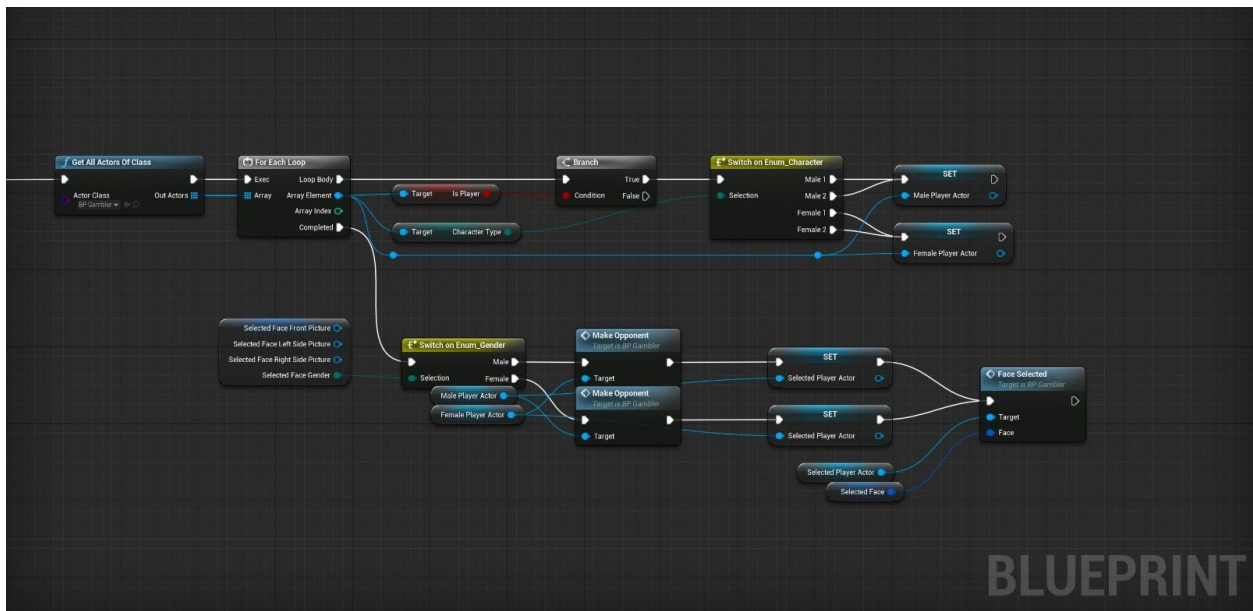 Get All Actors Of Class
Actor Class
BP Gambler
Out Actors
For Each Loop
Exec
Loop Body
Array
Array Element
Array Index
Completed
Target
Is Player
Target
Character Type
Branch
True
Condition
False
Switch on Enum_Character
Male 1
Selection
Male 2
Female 1
Female 2
SET
Male Player Actor
SET
Female Player Actor
Selected Face Front Picture
Selected Face Left Side Picture
Selected Face Right Side Picture
Selected Face Gender
Switch on Enum_Gender
Male
Selection
Female
Male Player Actor
Female Player Actor
Make Opponent
Target is BP Gambler
Target
Make Opponent
Target is BP Gambler
Target
SET
Selected Player Actor
SET
Selected Player Actor
Face Selected
Target is BP Gambler
Target
Face
Selected Player Actor
Selected Face
BLUEPRINT